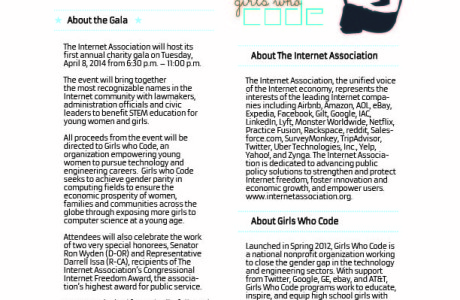 About the Gala
The Internet Association will host its
first annual charity gala on Tuesday,
April 8, 2014 from 6:30 p.m. – 11:00 p.m.
The event will bring together
the most recognizable names in the
Internet community with lawmakers,
administration officials and civic
leaders to benefit STEM education for
young women and girls.
All proceeds from the event will be
directed to Girls who Code, an
organization empowering young
women to pursue technology and
engineering careers. Girls who Code
seeks to achieve gender parity in
computing fields to ensure the
economic prosperity of women,
families and communities across the
globe through exposing more girls to
computer science at a young age.
Attendees will also celebrate the work
of two very special honorees, Senator
Ron Wyden (D-OR) and Representative
Darrell Issa (R-CA), recipients of The
Internet Association's Congressional
Internet Freedom Award, the associa-
tion's highest award for public service.
girls who
code
About The Internet Association
The Internet Association, the unified voice
of the Internet economy, represents the
interests of the leading Internet compa-
nies including Airbnb, Amazon, AOL, eBay,
Expedia, Facebook, Gilt, Google, IAC,
LinkedIn, Lyft, Monster Worldwide, Netflix,
Practice Fusion, Rackspace, reddit, Sales-
force.com, SurveyMonkey, TripAdvisor,
Twitter, Uber Technologies, Inc., Yelp,
Yahoo!, and Zynga. The Internet Associa-
tion is dedicated to advancing public
policy solutions to strengthen and protect
Internet freedom, foster innovation and
economic growth, and empower users.
www.internetassociation.org.
About Girls Who Code
Launched in Spring 2012, Girls Who Code is
a national nonprofit organization working
to close the gender gap in the technology
and engineering sectors. With support
from Twitter, Google, GE, ebay, and AT&T,
Girls Who Code programs work to educate,
inspire, and equip high school girls with